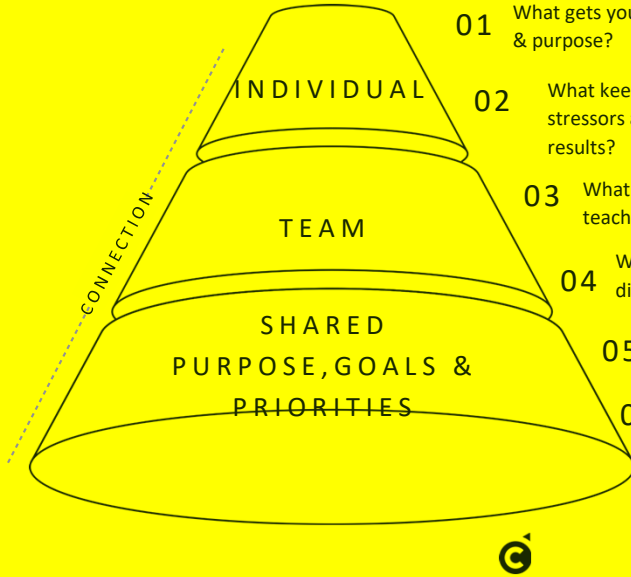 01 What gets you
& purpose?
INDIVIDUAL
02 What kee
stressors
results?
CONNECTION
03 What
teach
TEAM
04 W
di
05
SHARED
PURPOSE,GOALS &
PRIORITIES
0